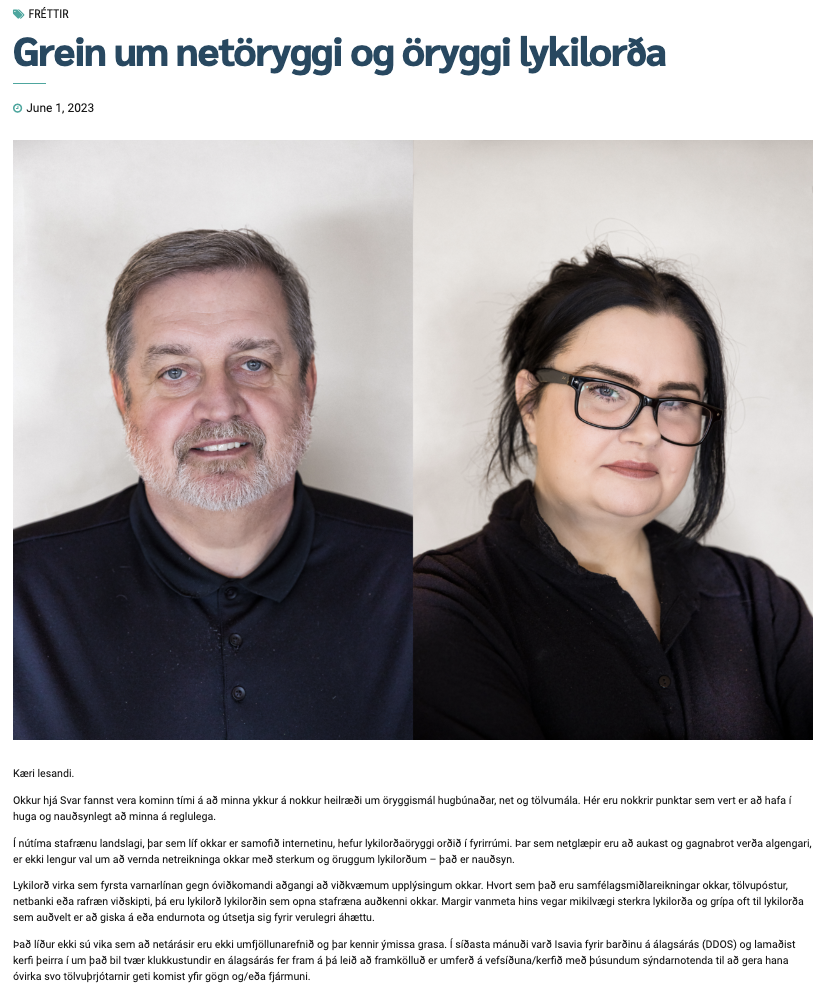 FRÉTTIR
Grein um netöryggi og öryggi lykilorða
June 1, 2023
Kæri lesandi.
Okkur hjá Svar fannst vera kominn tími á að minna ykkur á nokkur heilræði um öryggismál hugbúnaðar, net og tölvumála. Hér eru nokkrir punktar sem vert er að hafa í
huga og nauðsynlegt að minna á reglulega.
Í nútíma stafrænu landslagi, þar sem líf okkar er samofið internetinu, hefur lykilorðaöryggi orðið í fyrirrúmi. Þar sem netglæpir eru að aukast og gagnabrot verða algengari,
er ekki lengur val um að vernda netreikninga okkar með sterkum og öruggum lykilorðum – það er nauðsyn.
Lykilorð virka sem fyrsta varnarlínan gegn óviðkomandi aðgangi að viðkvæmum upplýsingum okkar. Hvort sem það eru samfélagsmiðlareikningar okkar, tölvupóstur,
netbanki eða rafræn viðskipti, þá eru lykilorð lykilorðin sem opna stafræna auðkenni okkar. Margir vanmeta hins vegar mikilvægi sterkra lykilorða og grípa oft til lykilorða
sem auðvelt er að giska á eða endurnota og útsetja sig fyrir verulegri áhættu.
Það líður ekki sú vika sem að netárásir eru ekki umfjöllunarefnið og þar kennir ýmissa grasa. Í síðasta mánuði varð Isavia fyrir barðinu á álagsárás (DDOS) og lamaðist
kerfi þeirra í um það bil tvær klukkustundir en álagsárás fer fram á þá leið að framkölluð er umferð á vefsíðuna/kerfið með þúsundum sýndarnotenda til að gera hana
óvirka svo tölvuþrjótarnir geti komist yfir gögn og/eða fjármuni.